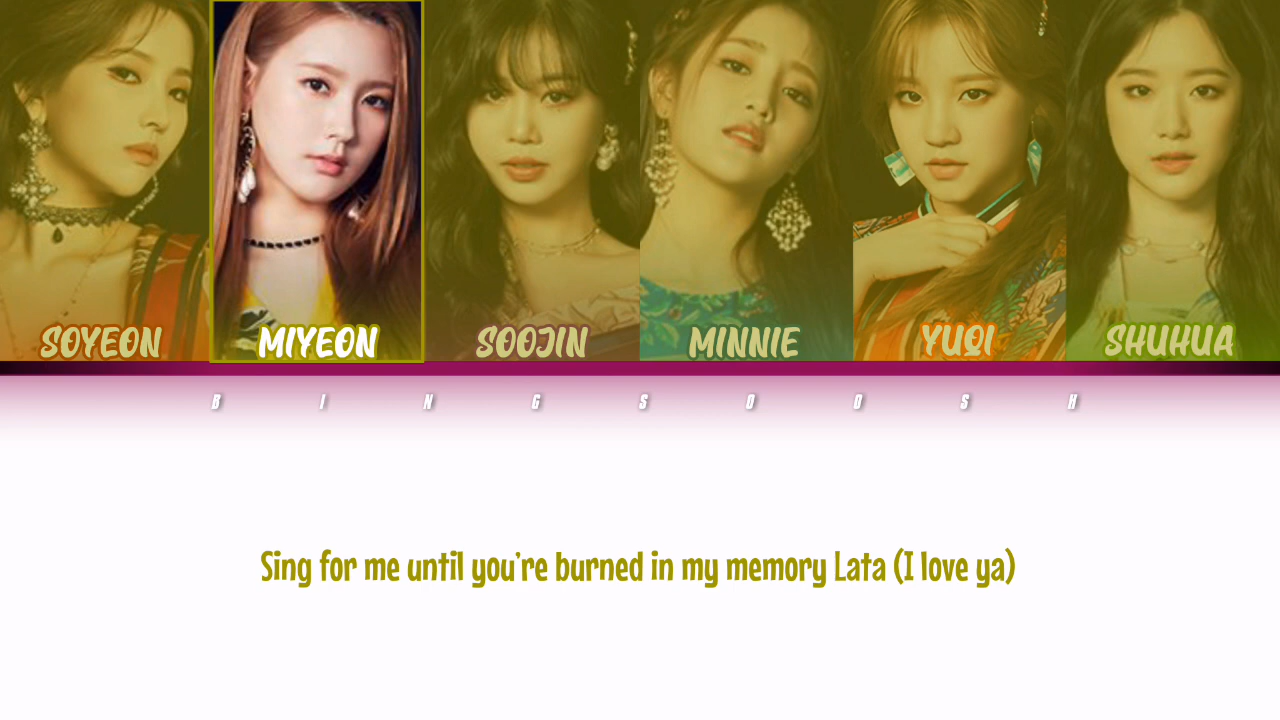 SOYEON MIYEON SOOJIN MINNIE YUQI SHUHUA
B I N G S O O S H
Sing for me until you're burned in my memory Lata (I love ya)